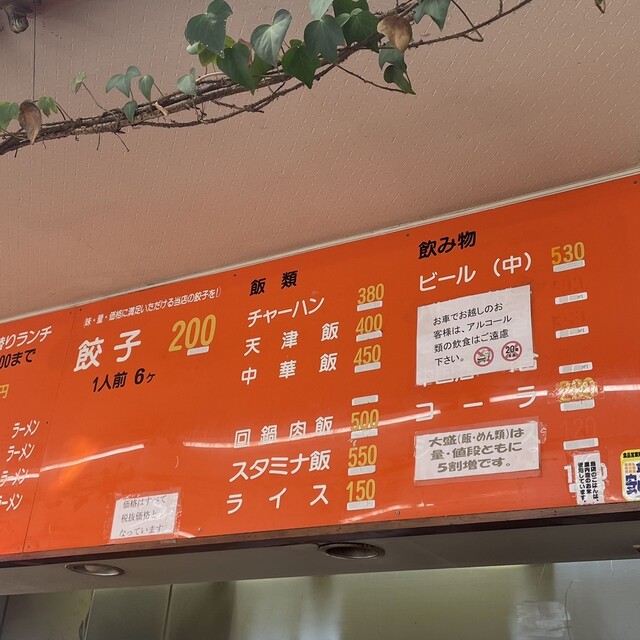 替りランチ
00まで
円
ラーメン
ラーメン
ラーメン
ラーメン
味・量・価格に満足いただける当店の餃子を！
餃子 200
1人前 6ヶ
価格はすべて
税抜価格と
なっています
飯類
チャーハン 380
天津飯 400
中華飯 450
回鍋肉飯 500
スタミナ飯 550
ライス 150
飲み物
ビール（中） 530
お車でお越しのお
客様は、アルコール
類の飲食はご遠慮
下さい。
コーラ
大盛（飯・めん類）は
量・値段ともに
5割増です。